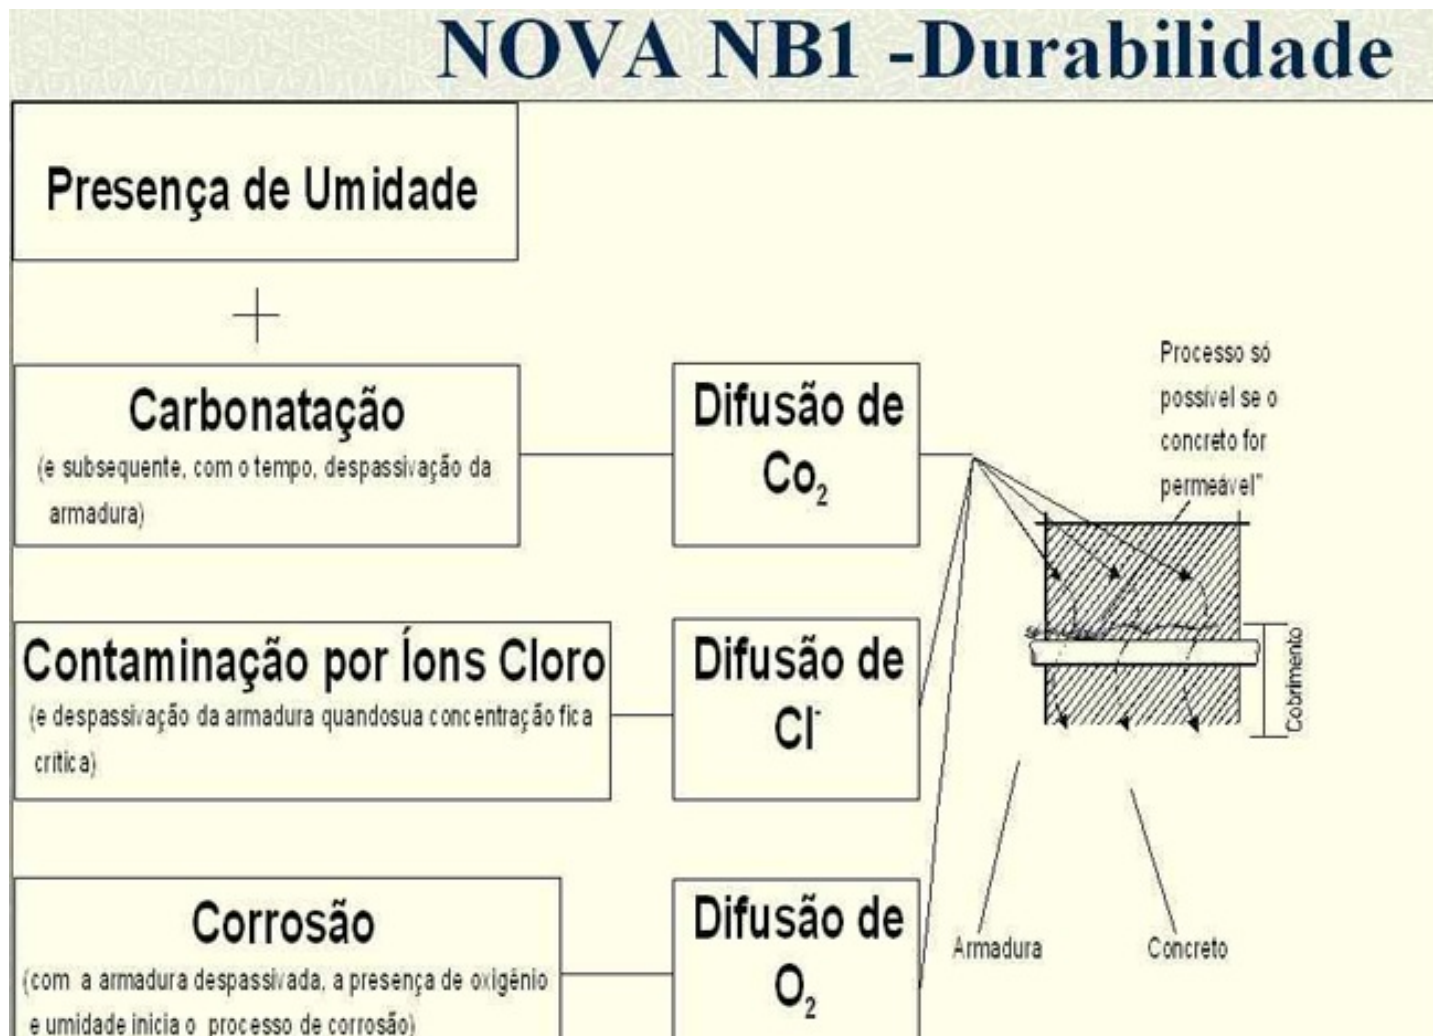 NOVA NB1 -Durabilidade
Presença de Umidade
+
Carbonatação
(e subsequente, com o tempo, despassivação da
armadura)
Difusão de
Co₂
Processo só
possível se o
concreto for
permeável"
Contaminação por Íons Cloro
(e despassivação da armadura quandosua concentração fica
crítica)
Difusão de
Cl⁻
Cobrimento
Corrosão
(com a armadura despassivada, a presença de oxigênio
e umidade inicia o processo de corrosão)
Difusão de
O₂
Armadura
Concreto